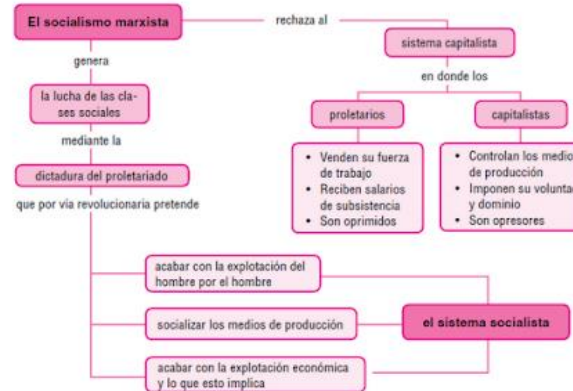 El socialismo marxista
rechaza al
sistema capitalista
genera
en donde los
la lucha de las cla-
ses sociales
proletarios
capitalistas
mediante la
• Venden su fuerza
de trabajo
• Reciben salarios
de subsistencia
• Son oprimidos
• Controlan los medios
de producción
• Imponen su voluntad
y dominio
• Son opresores
dictadura del proletariado
que por vía revolucionaria pretende
acabar con la explotación del
hombre por el hombre
socializar los medios de producción
el sistema socialista
acabar con la explotación económica
y lo que esto implica